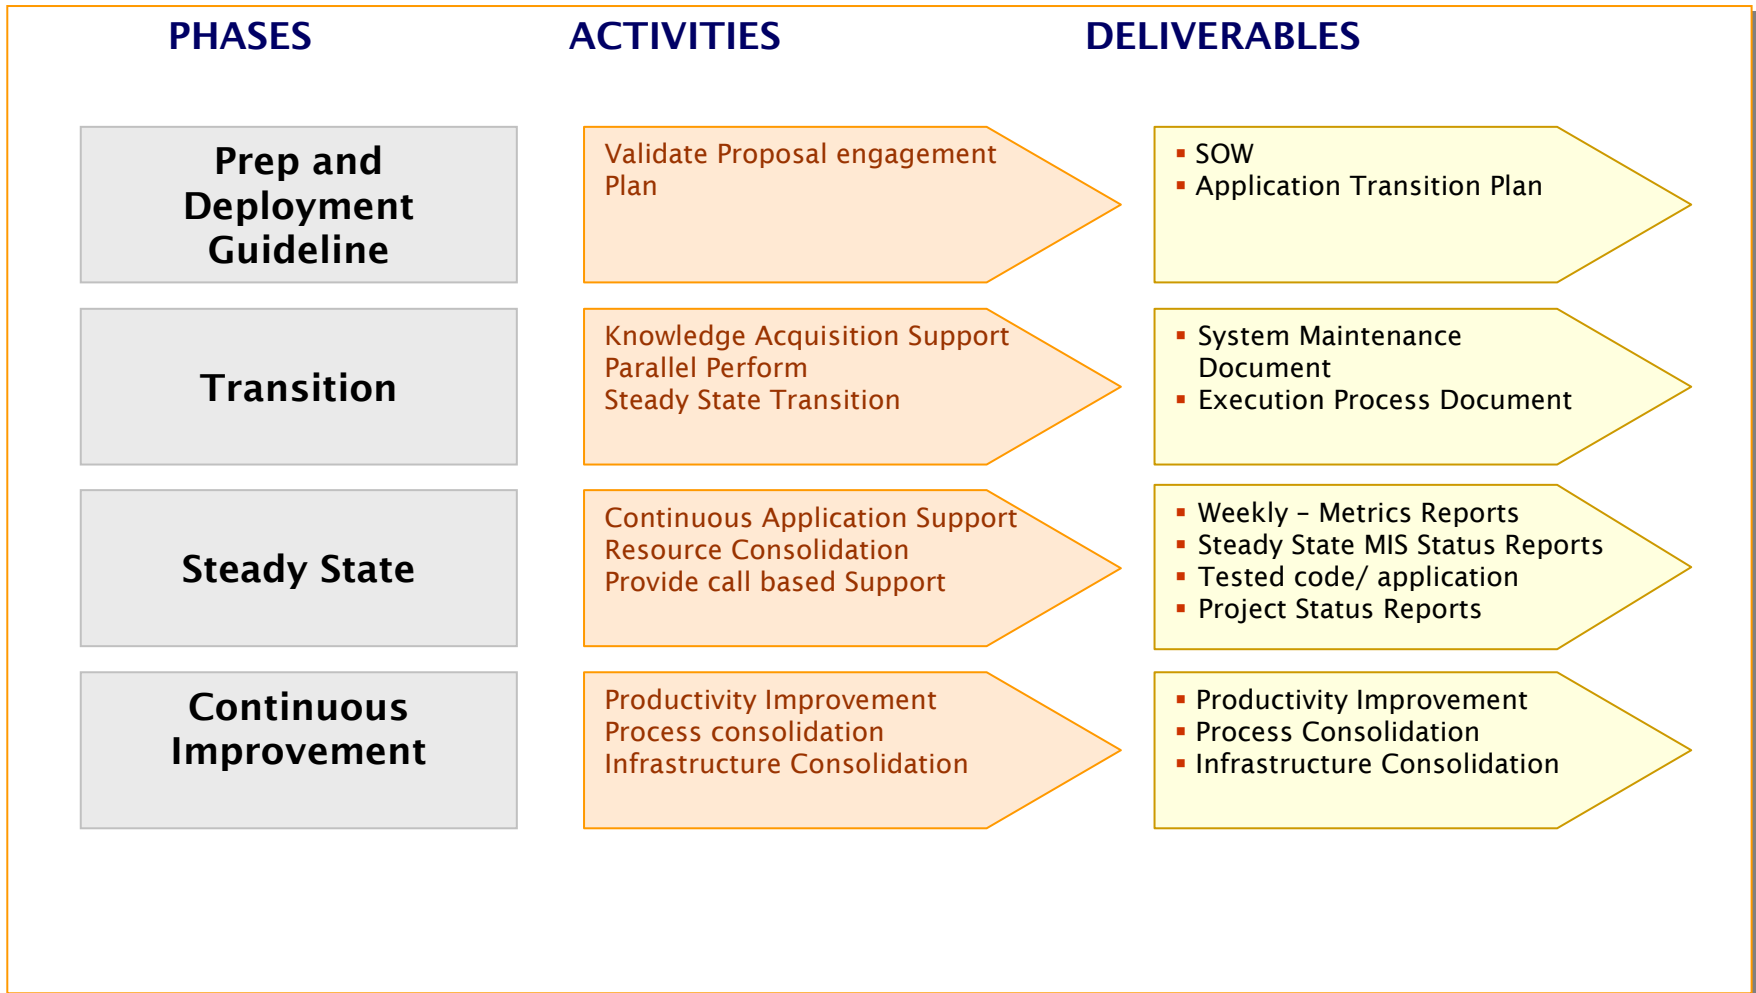 PHASES ACTIVITIES DELIVERABLES
Prep and
Deployment
Guideline
Validate Proposal engagement
Plan
▪ SOW
▪ Application Transition Plan
Transition
Knowledge Acquisition Support
Parallel Perform
Steady State Transition
▪ System Maintenance
Document
▪ Execution Process Document
Steady State
Continuous Application Support
Resource Consolidation
Provide call based Support
▪ Weekly – Metrics Reports
▪ Steady State MIS Status Reports
▪ Tested code/ application
▪ Project Status Reports
Continuous
Improvement
Productivity Improvement
Process consolidation
Infrastructure Consolidation
▪ Productivity Improvement
▪ Process Consolidation
▪ Infrastructure Consolidation